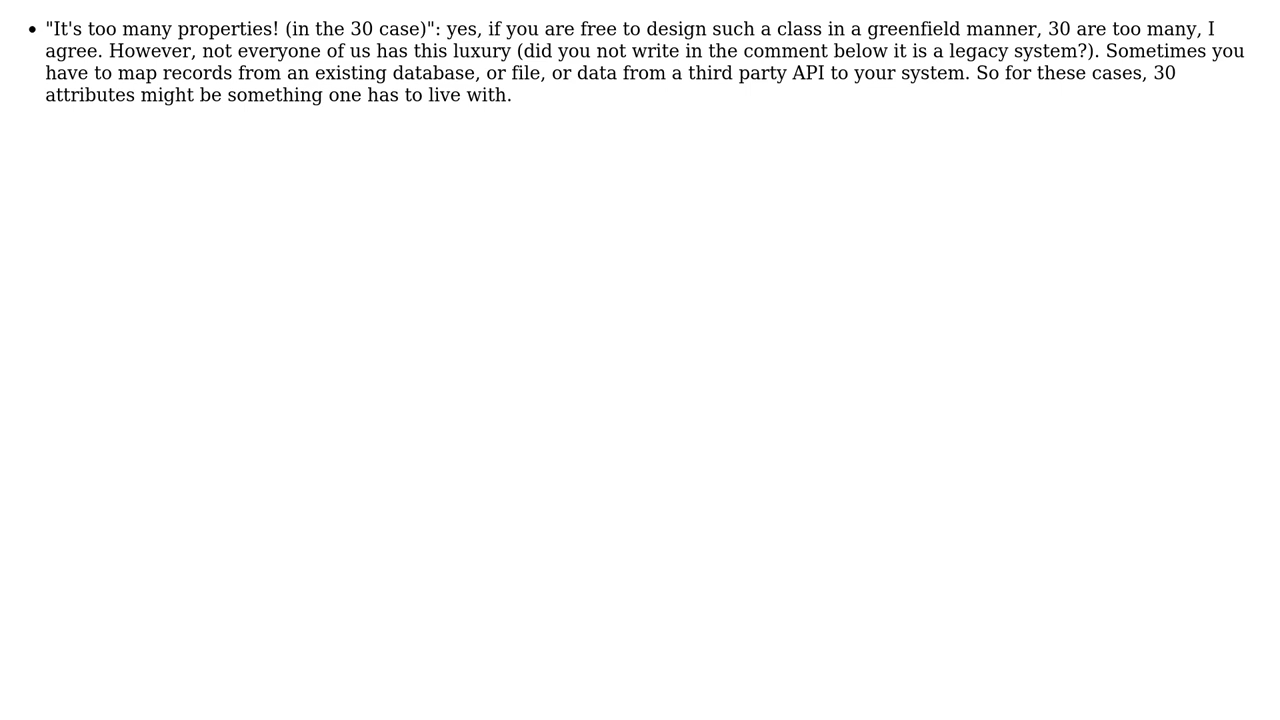 • "It's too many properties! (in the 30 case)": yes, if you are free to design such a class in a greenfield manner, 30 are too many, I
agree. However, not everyone of us has this luxury (did you not write in the comment below it is a legacy system?). Sometimes you
have to map records from an existing database, or file, or data from a third party API to your system. So for these cases, 30
attributes might be something one has to live with.